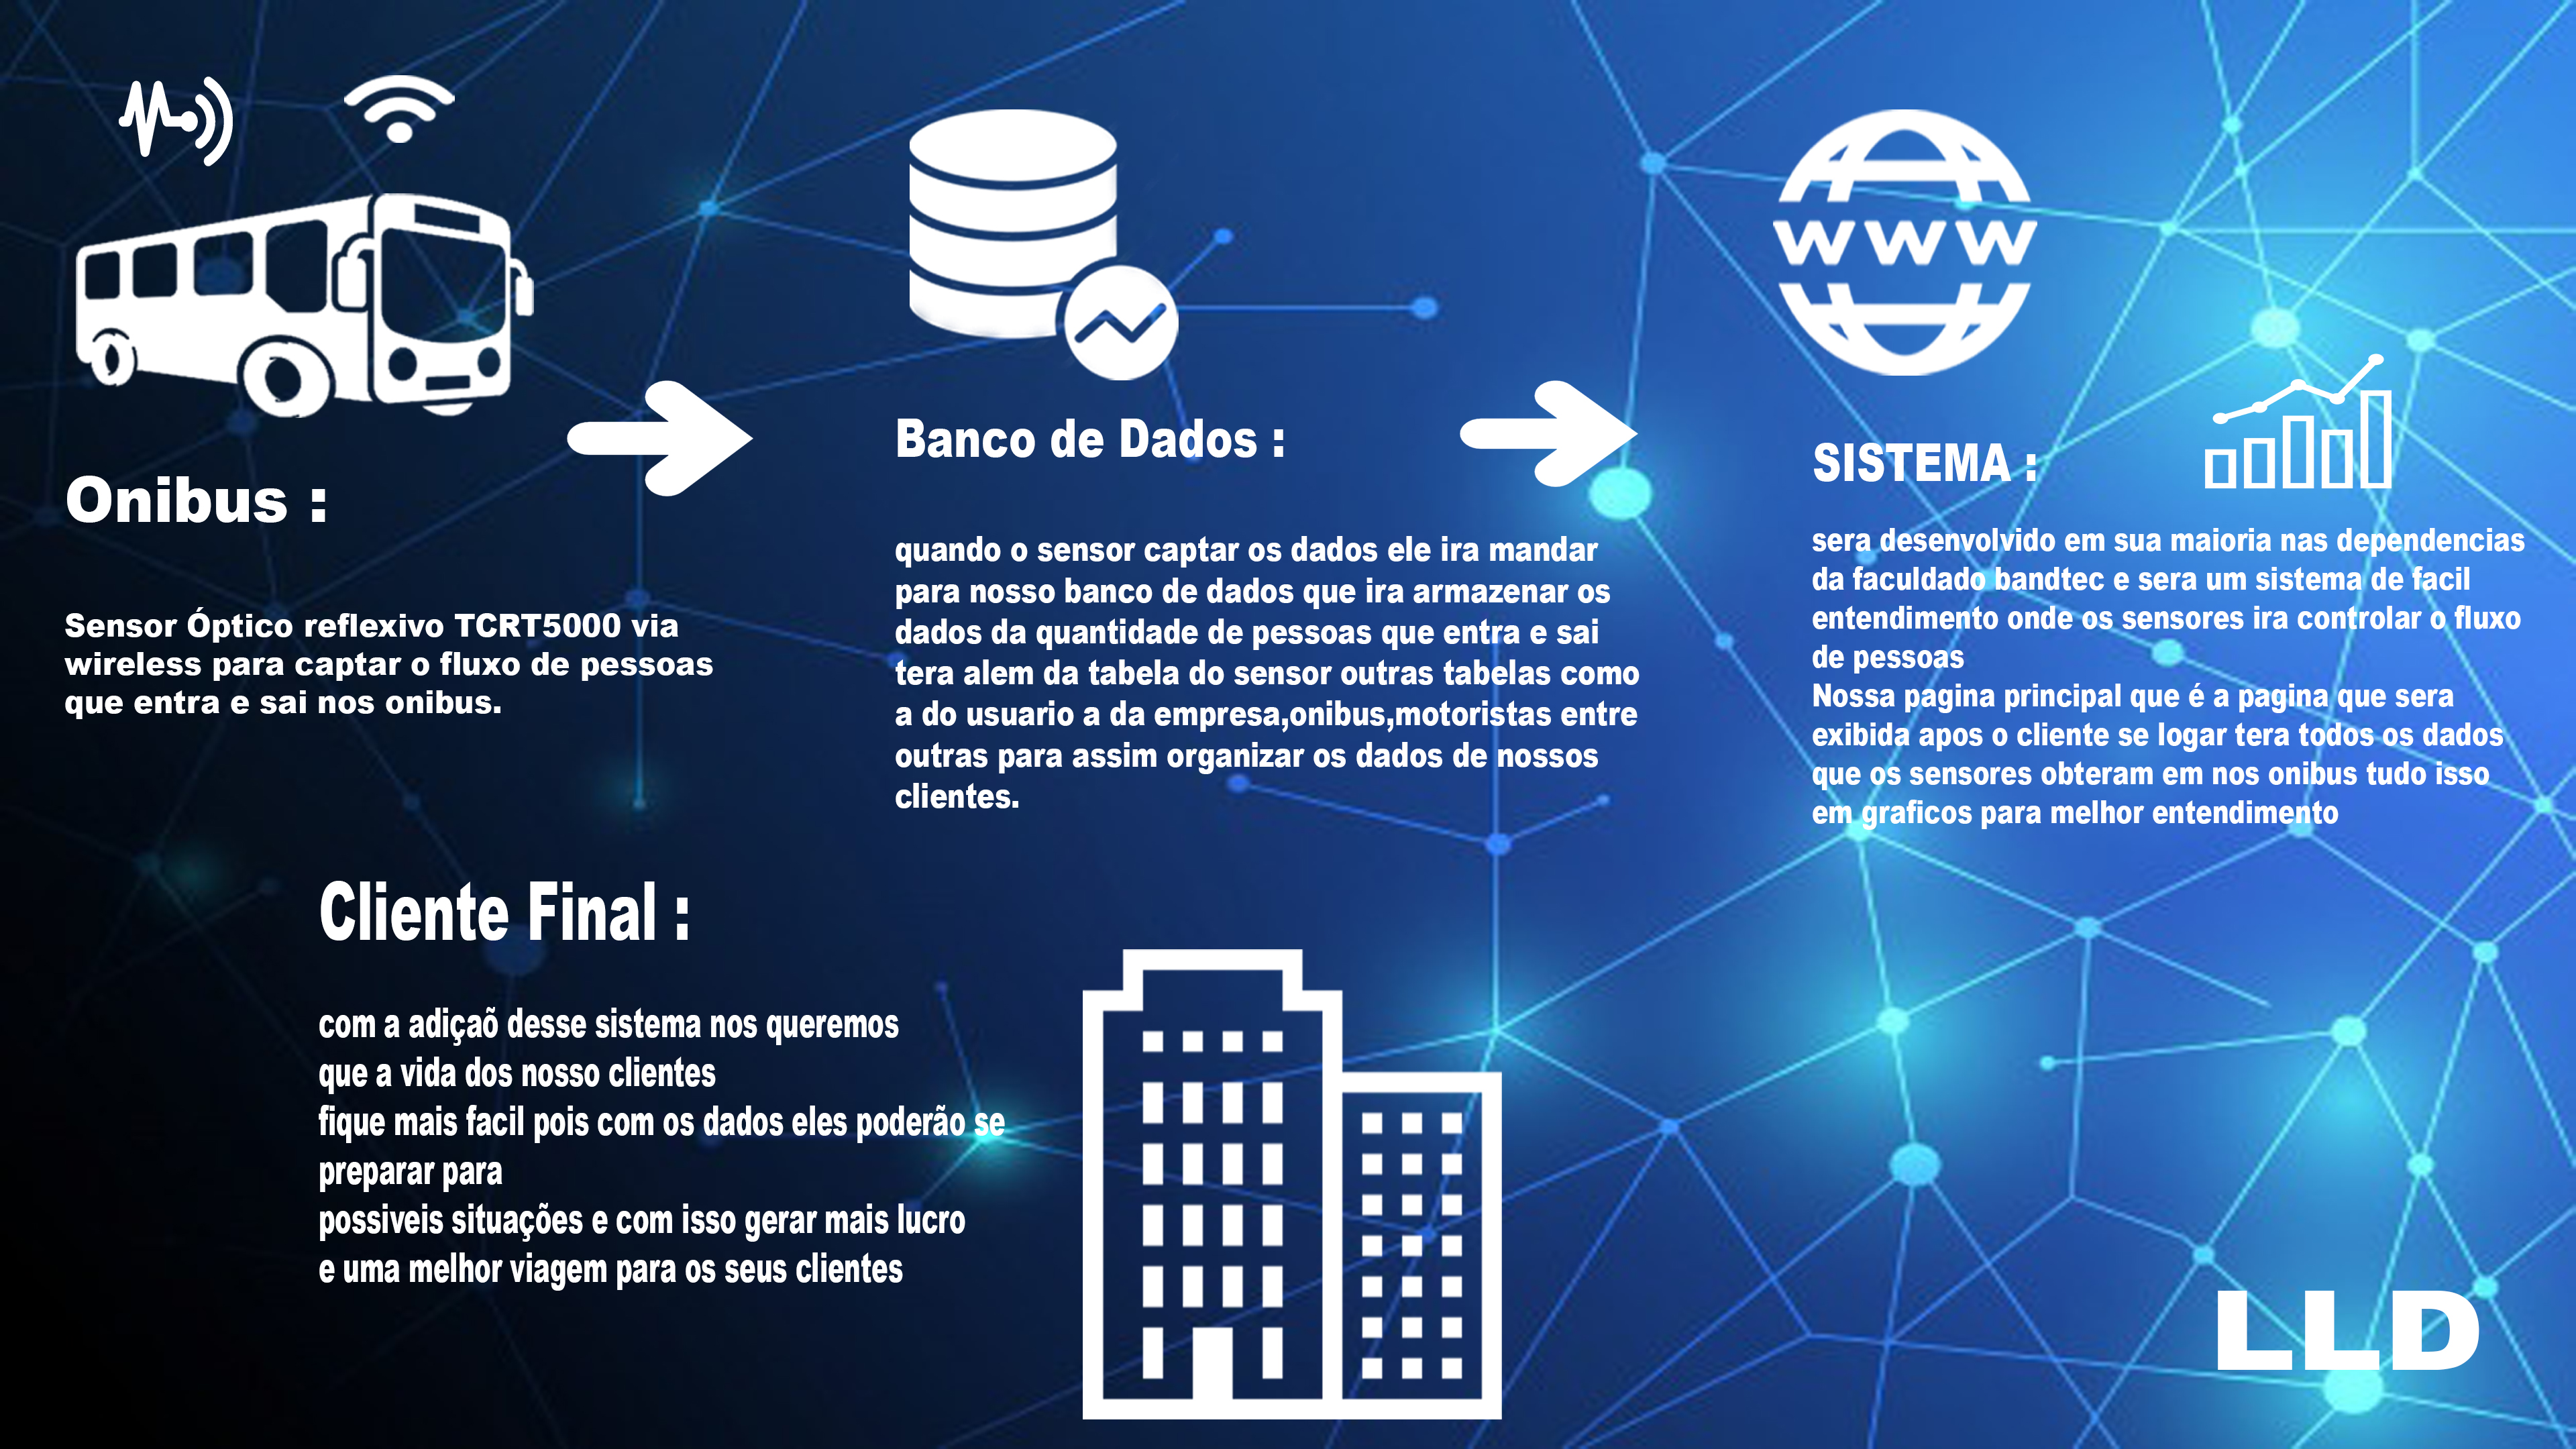 Onibus :
Sensor Óptico reflexivo TCRT5000 via
wireless para captar o fluxo de pessoas
que entra e sai nos onibus.
Banco de Dados :
quando o sensor captar os dados ele ira mandar
para nosso banco de dados que ira armazenar os
dados da quantidade de pessoas que entra e sai
tera alem da tabela do sensor outras tabelas como
a do usuario a da empresa,onibus,motoristas entre
outras para assim organizar os dados de nossos
clientes.
www
SISTEMA :
sera desenvolvido em sua maioria nas dependencias
da faculdado bandtec e sera um sistema de facil
entendimento onde os sensores ira controlar o fluxo
de pessoas
Nossa pagina principal que é a pagina que sera
exibida apos o cliente se logar tera todos os dados
que os sensores obteram em nos onibus tudo isso
em graficos para melhor entendimento
Cliente Final :
com a adiçaõ desse sistema nos queremos
que a vida dos nosso clientes
fique mais facil pois com os dados eles poderão se
preparar para
possiveis situações e com isso gerar mais lucro
e uma melhor viagem para os seus clientes
LLD